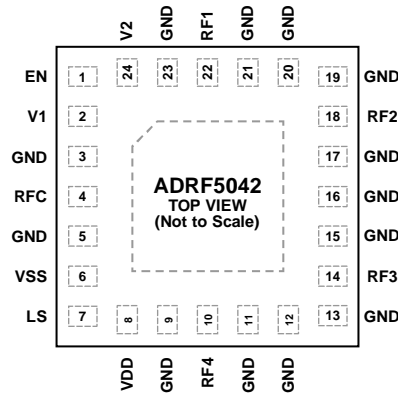 V2 GND RF1 GND GND
24 23 22 21 20
EN 1 19 GND
V1 2 18 RF2
GND 3 17 GND
RFC 4 16 GND
GND 5 15 GND
VSS 6 14 RF3
LS 7 13 GND
ADRF5042
TOP VIEW
(Not to Scale)
8 9 10 11 12
VDD GND RF4 GND GND